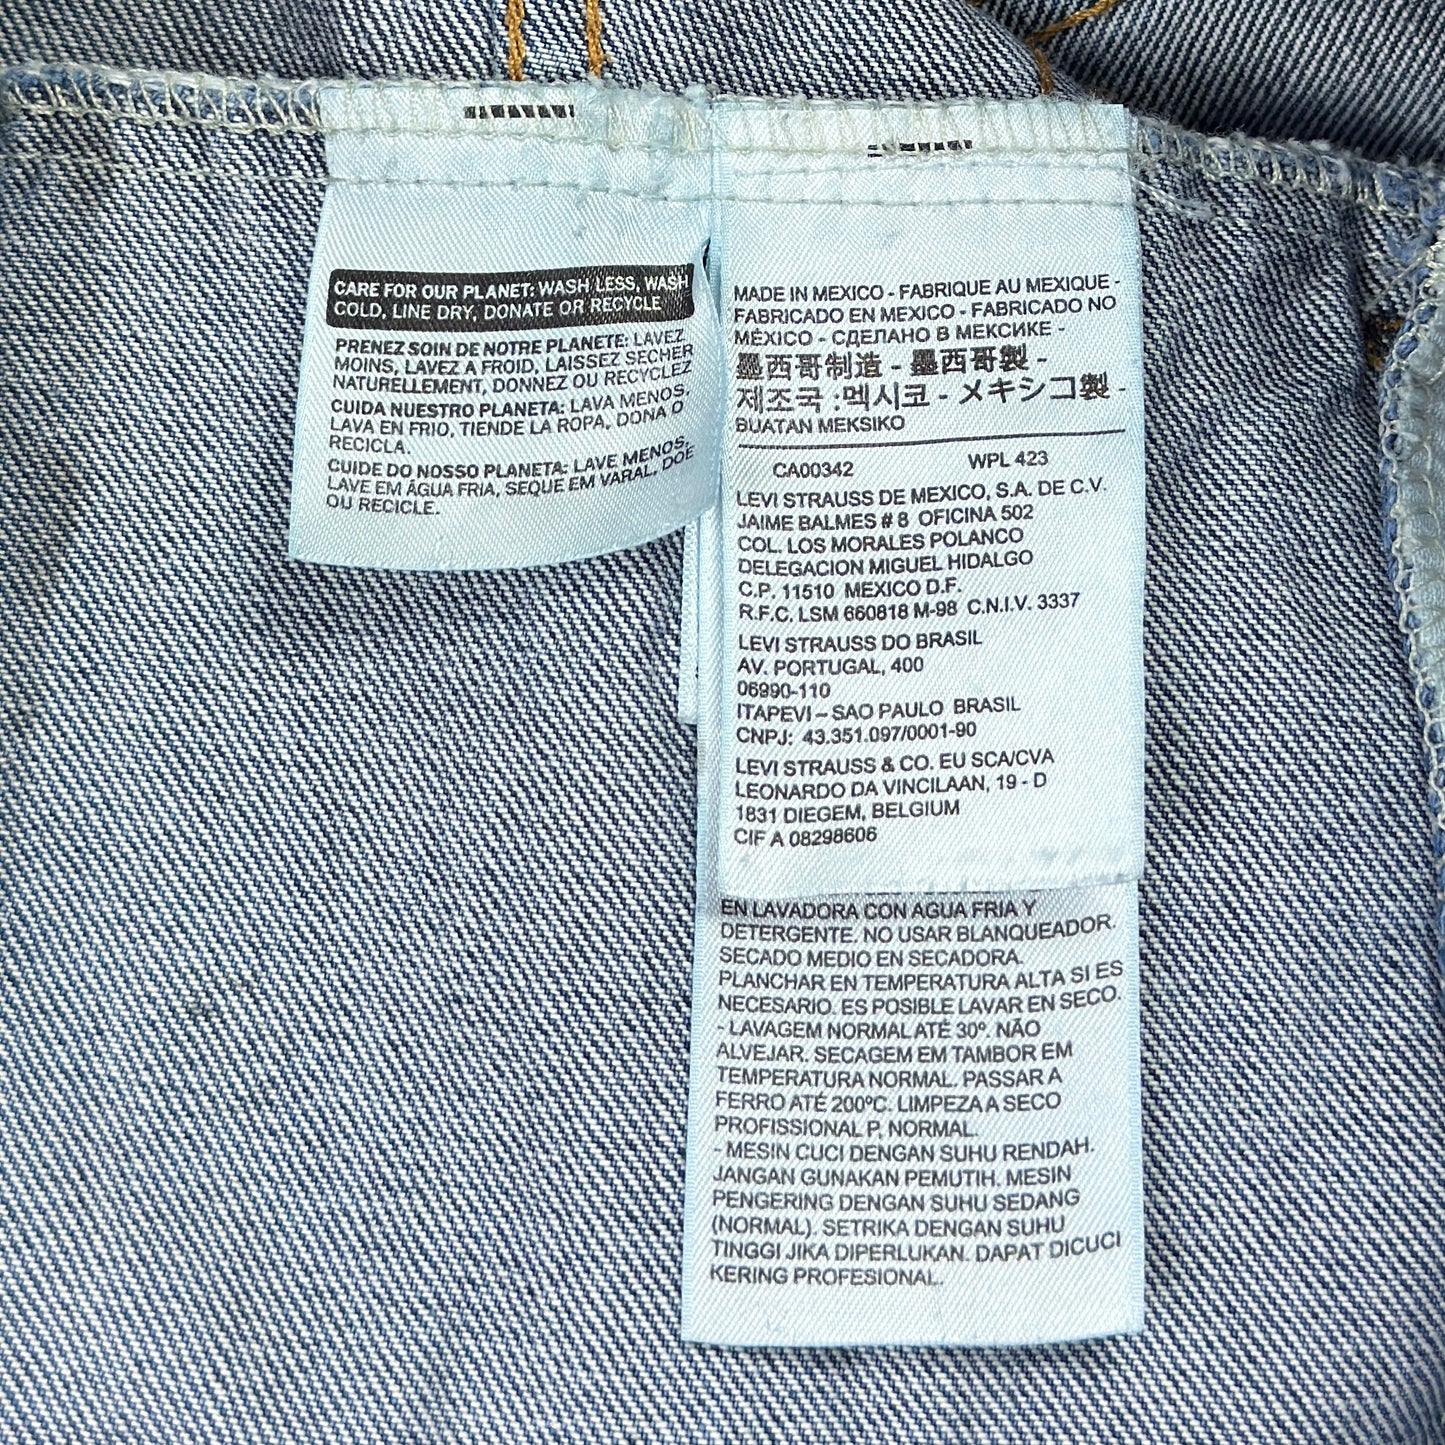 CARE FOR OUR PLANET: WASH LESS, WASH
COLD, LINE DRY, DONATE OR RECYCLE
PRENEZ SOIN DE NOTRE PLANETE: LAVEZ
MOINS, LAVEZ A FROID, LAISSEZ SECHER
NATURELLEMENT, DONNEZ OU RECYCLEZ
CUIDA NUESTRO PLANETA: LAVA MENOS,
LAVA EN FRIO, TIENDE LA ROPA, DONA O
RECICLA.
CUIDE DO NOSSO PLANETA: LAVE MENOS,
LAVE EM ÁGUA FRIA, SEQUE EM VARAL, DOE
OU RECICLE.
MADE IN MEXICO - FABRIQUE AU MEXIQUE -
FABRICADO EN MEXICO - FABRICADO NO
MÉXICO - СДЕЛАНО В МЕКСИКЕ -
墨西哥制造 - 墨西哥製 -
제조국 :멕시코 - メキシコ製 -
BUATAN MEKSIKO
CA00342 WPL 423
LEVI STRAUSS DE MEXICO, S.A. DE C.V.
JAIME BALMES # 8 OFICINA 502
COL. LOS MORALES POLANCO
DELEGACION MIGUEL HIDALGO
C.P. 11510 MEXICO D.F.
R.F.C. LSM 660818 M-98 C.N.I.V. 3337
LEVI STRAUSS DO BRASIL
AV. PORTUGAL, 400
06990-110
ITAPEVI – SAO PAULO BRASIL
CNPJ: 43.351.097/0001-90
LEVI STRAUSS & CO. EU SCA/CVA
LEONARDO DA VINCILAAN, 19 - D
1831 DIEGEM, BELGIUM
CIF A 08298606
EN LAVADORA CON AGUA FRIA Y
DETERGENTE. NO USAR BLANQUEADOR.
SECADO MEDIO EN SECADORA.
PLANCHAR EN TEMPERATURA ALTA SI ES
NECESARIO. ES POSIBLE LAVAR EN SECO.
- LAVAGEM NORMAL ATÉ 30º. NÃO
ALVEJAR. SECAGEM EM TAMBOR EM
TEMPERATURA NORMAL. PASSAR A
FERRO ATÉ 200ºC. LIMPEZA A SECO
PROFISSIONAL P, NORMAL.
- MESIN CUCI DENGAN SUHU RENDAH.
JANGAN GUNAKAN PEMUTIH. MESIN
PENGERING DENGAN SUHU SEDANG
(NORMAL). SETRIKA DENGAN SUHU
TINGGI JIKA DIPERLUKAN. DAPAT DICUCI
KERING PROFESIONAL.